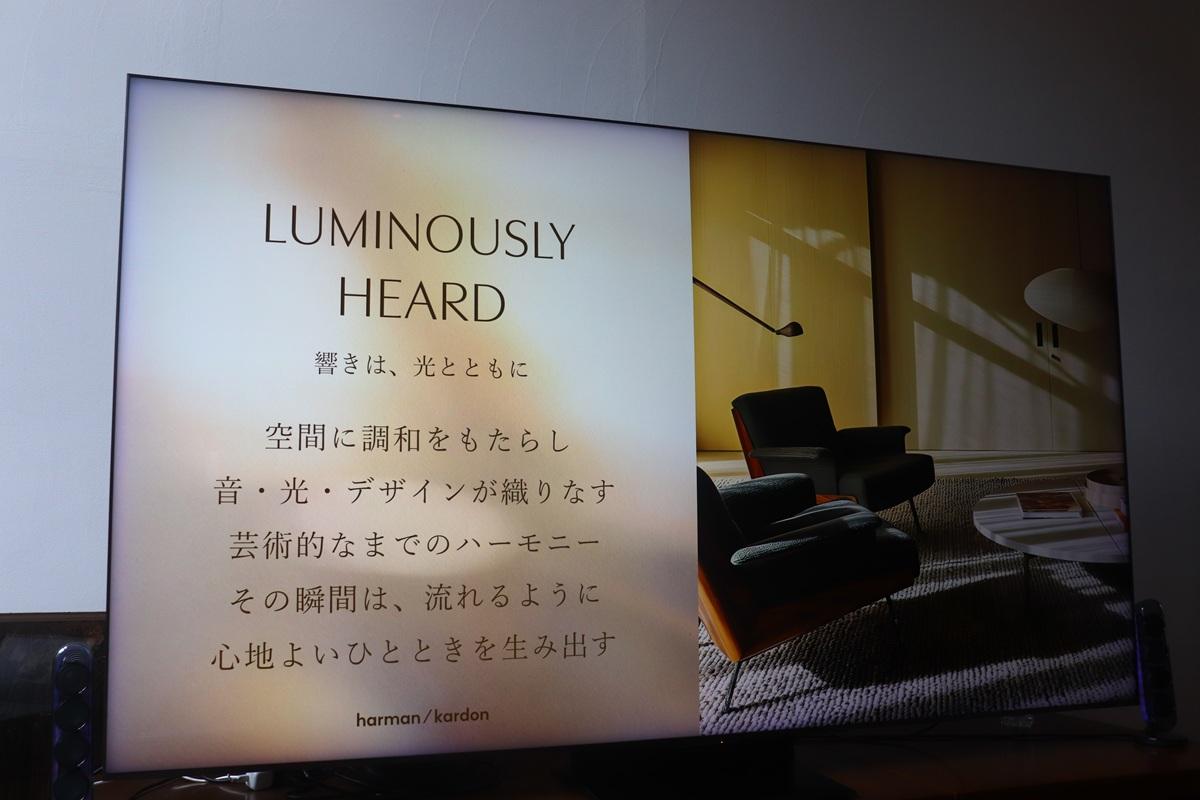 LUMINOUSLY
HEARD
響きは、光とともに
空間に調和をもたらし
音・光・デザインが織りなす
芸術的なまでのハーモニー
その瞬間は、流れるように
心地よいひとときを生み出す
harman/kardon